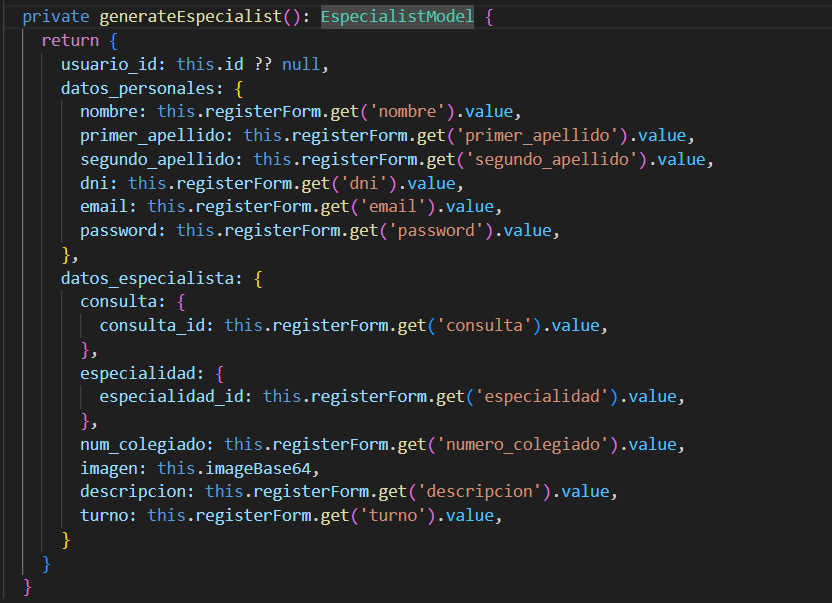 private generateEspecialist(): EspecialistModel {
return {
usuario_id: this.id ?? null,
datos_personales: {
nombre: this.registerForm.get('nombre').value,
primer_apellido: this.registerForm.get('primer_apellido').value,
segundo_apellido: this.registerForm.get('segundo_apellido').value,
dni: this.registerForm.get('dni').value,
email: this.registerForm.get('email').value,
password: this.registerForm.get('password').value,
},
datos_especialista: {
consulta: {
consulta_id: this.registerForm.get('consulta').value,
},
especialidad: {
especialidad_id: this.registerForm.get('especialidad').value,
},
num_colegiado: this.registerForm.get('numero_colegiado').value,
imagen: this.imageBase64,
descripcion: this.registerForm.get('descripcion').value,
turno: this.registerForm.get('turno').value,
}
}
}